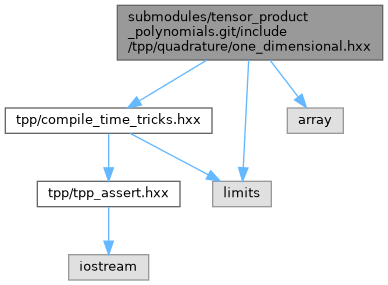 submodules/tensor_product
_polynomials.git/include
/tpp/quadrature/one_dimensional.hxx
tpp/compile_time_tricks.hxx
array
tpp/tpp_assert.hxx
limits
iostream